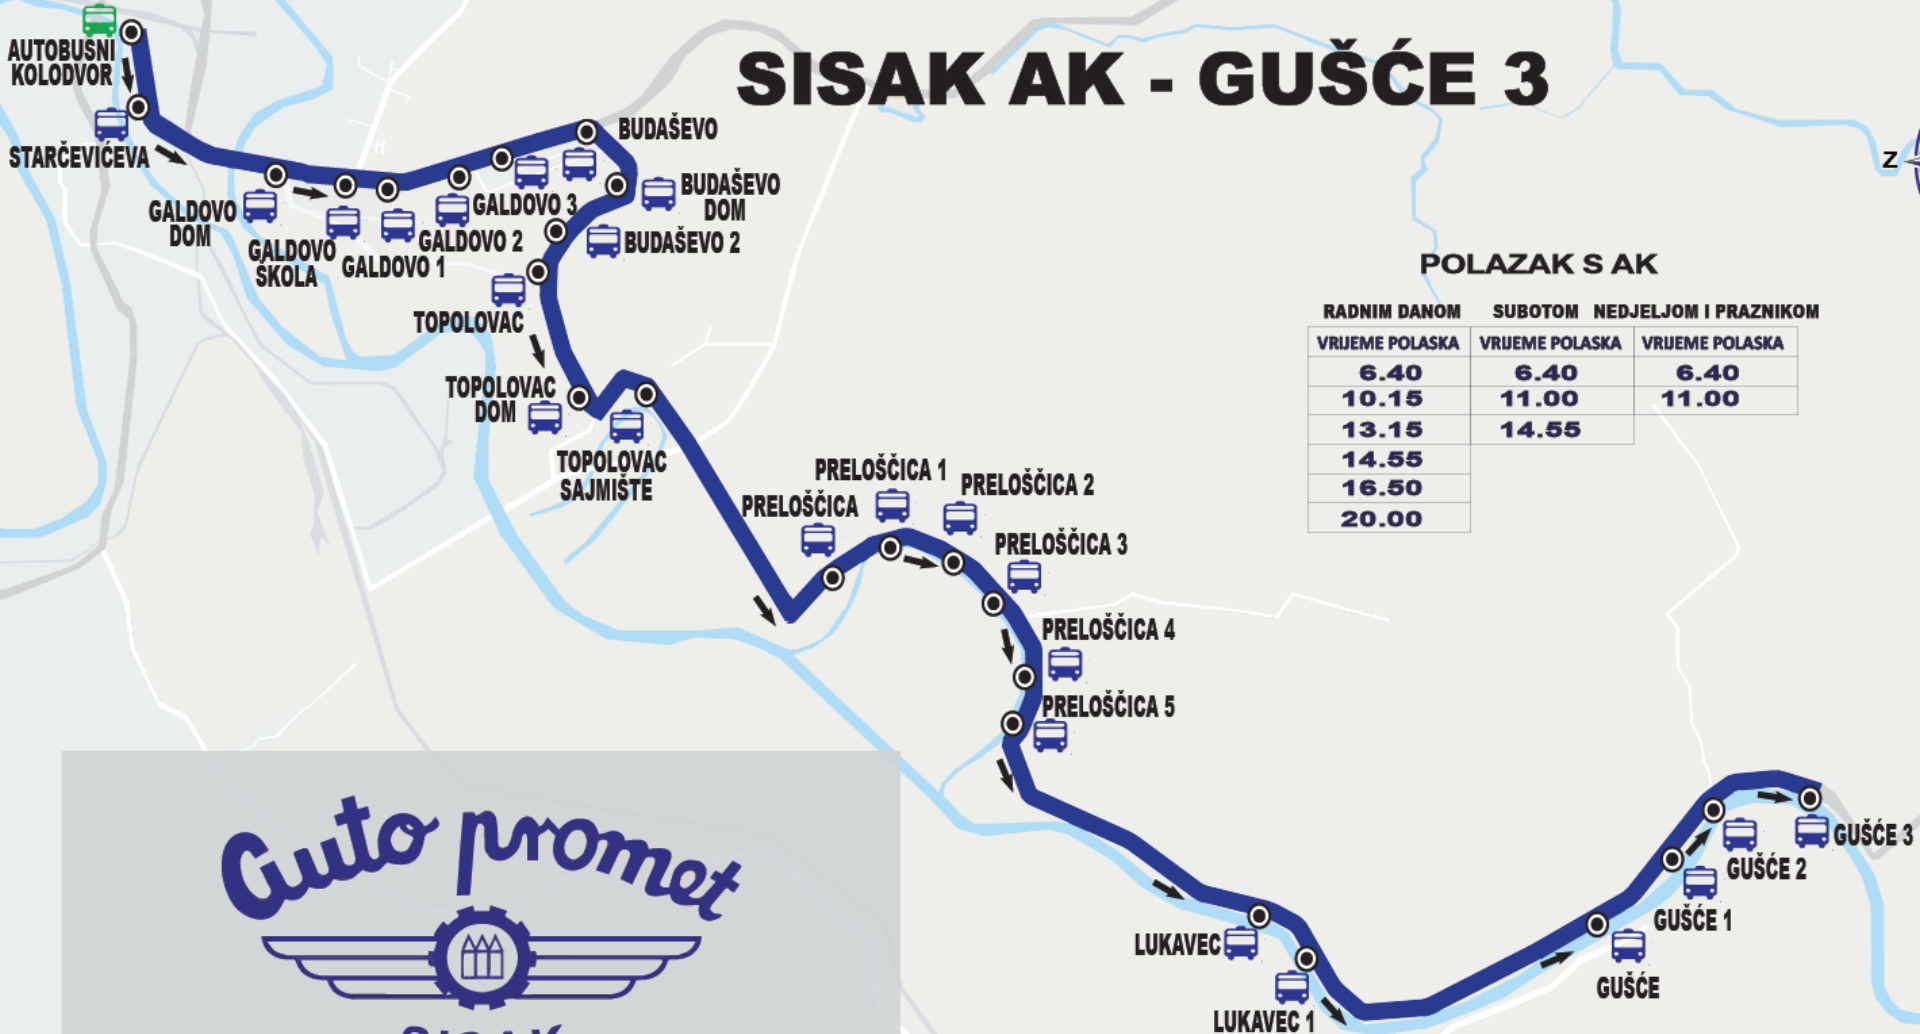 SISAK AK - GUŠĆE 3
AUTOBUSNI
KOLODVOR
STARČEVIĆEVA
GALDOVO
DOM
GALDOVO
ŠKOLA
GALDOVO 1
GALDOVO 2
GALDOVO 3
BUDAŠEVO
BUDAŠEVO
DOM
BUDAŠEVO 2
TOPOLOVAC
TOPOLOVAC
DOM
TOPOLOVAC
SAJMIŠTE
PRELOŠČICA
PRELOŠČICA 1
PRELOŠČICA 2
PRELOŠČICA 3
PRELOŠČICA 4
PRELOŠČICA 5
LUKAVEC
LUKAVEC 1
GUŠĆE
GUŠĆE 1
GUŠĆE 2
GUŠĆE 3
Z
POLAZAK S AK
RADNIM DANOM SUBOTOM NEDJELJOM I PRAZNIKOM
VRIJEME POLASKA VRIJEME POLASKA VRIJEME POLASKA
6.40 6.40 6.40
10.15 11.00 11.00
13.15 14.55
14.55
16.50
20.00
Auto promet
SISAK